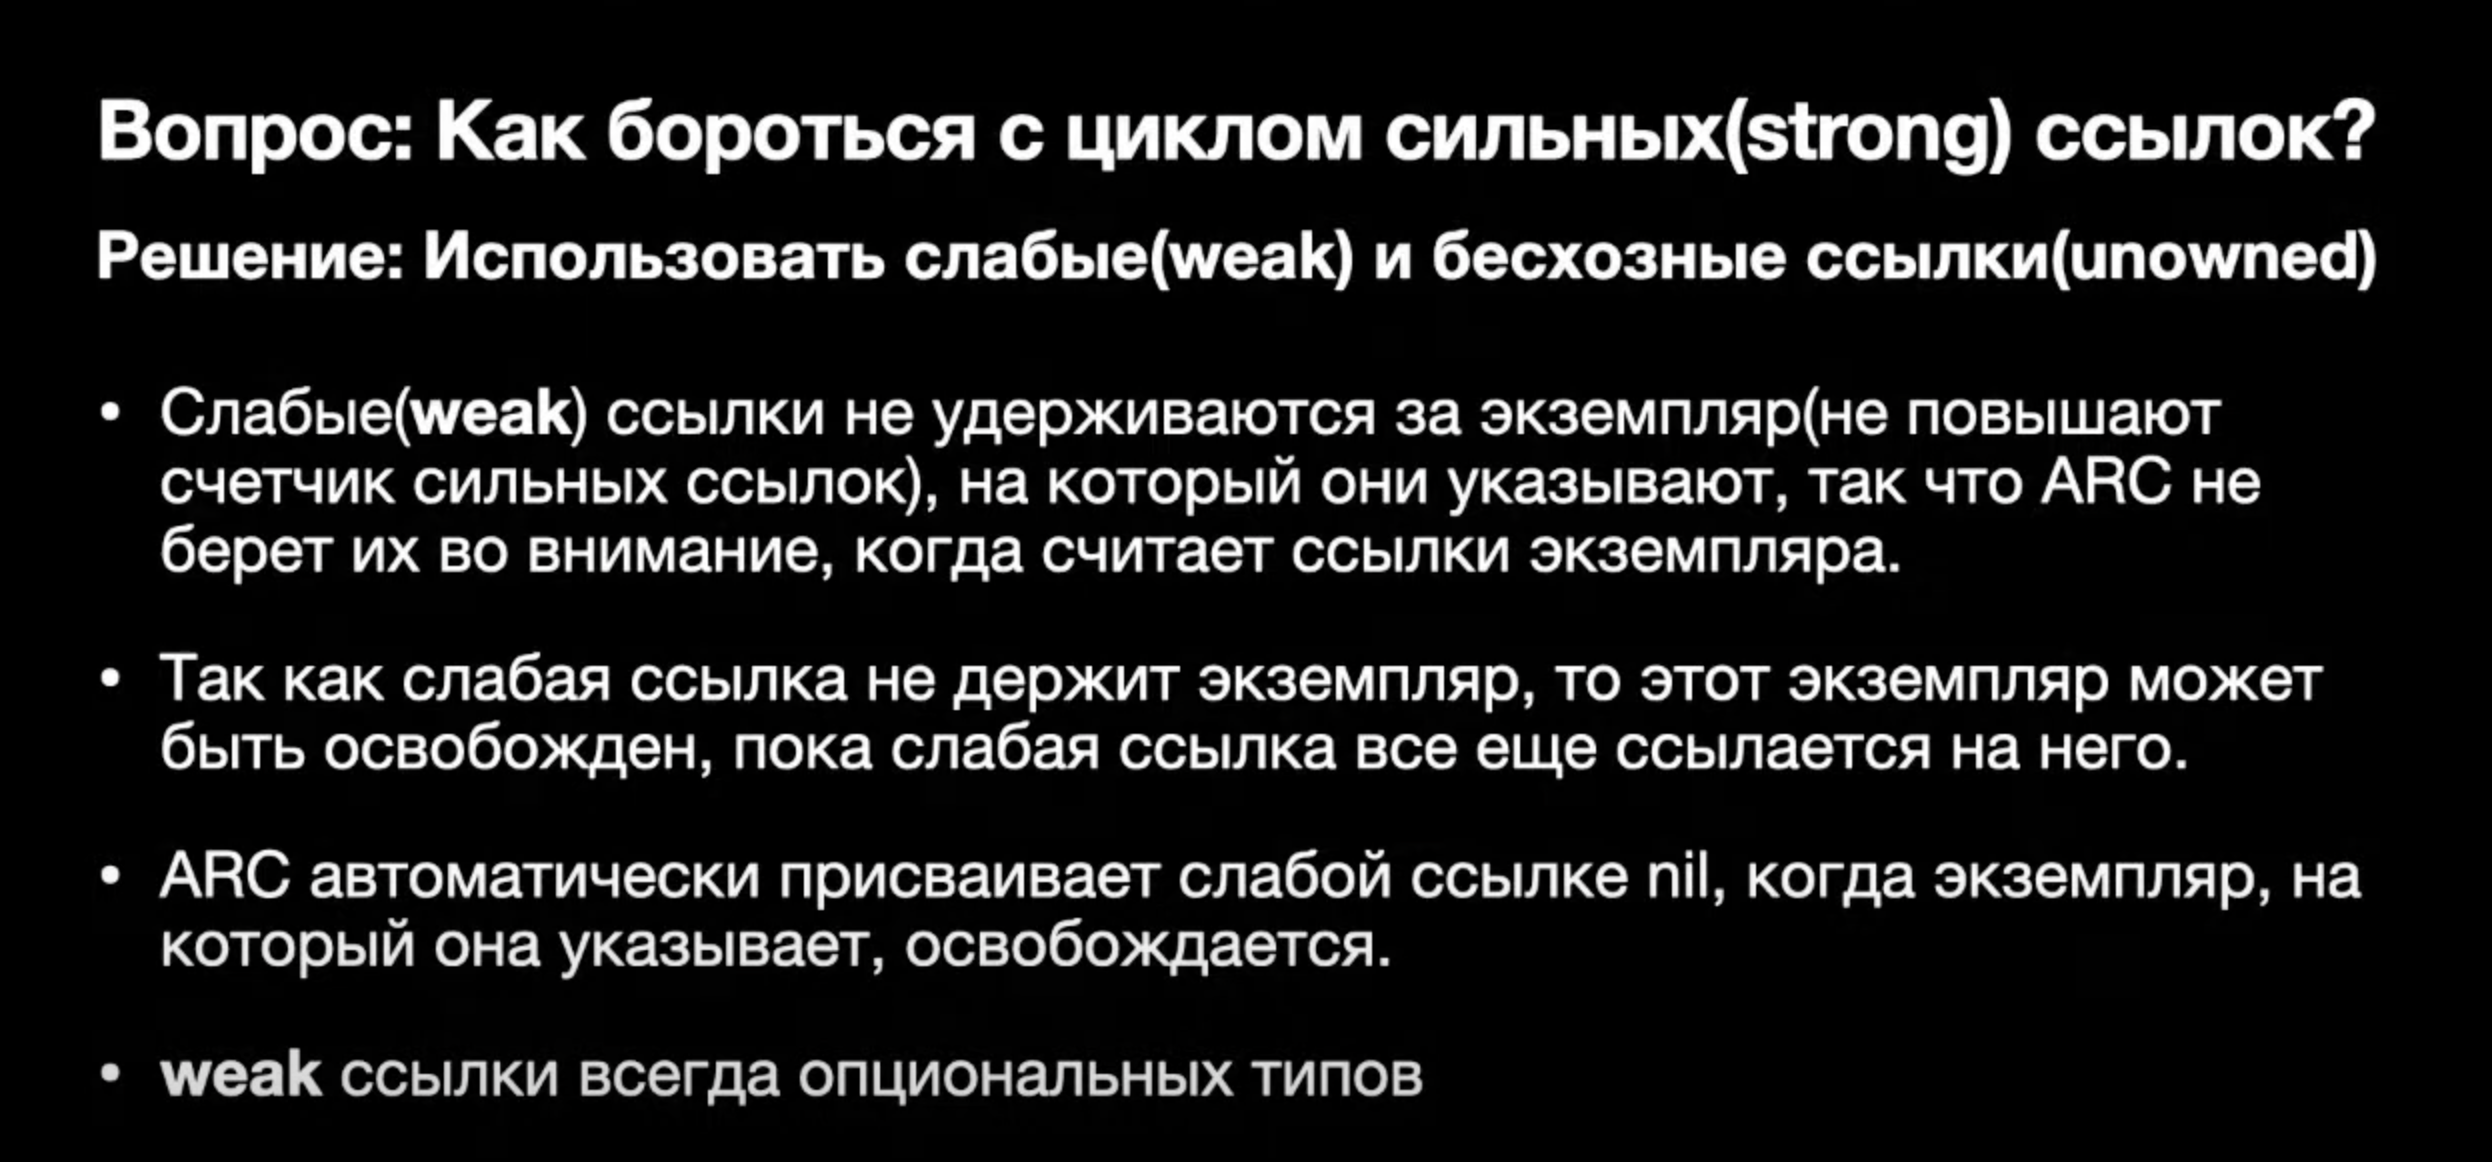 Вопрос: Как бороться с циклом сильных(strong) ссылок?
Решение: Использовать слабые(weak) и бесхозные ссылки(unowned)
• Слабые(weak) ссылки не удерживаются за экземпляр(не повышают
счетчик сильных ссылок), на который они указывают, так что ARC не
берет их во внимание, когда считает ссылки экземпляра.
• Так как слабая ссылка не держит экземпляр, то этот экземпляр может
быть освобожден, пока слабая ссылка все еще ссылается на него.
• ARC автоматически присваивает слабой ссылке nil, когда экземпляр, на
который она указывает, освобождается.
• weak ссылки всегда опциональных типов